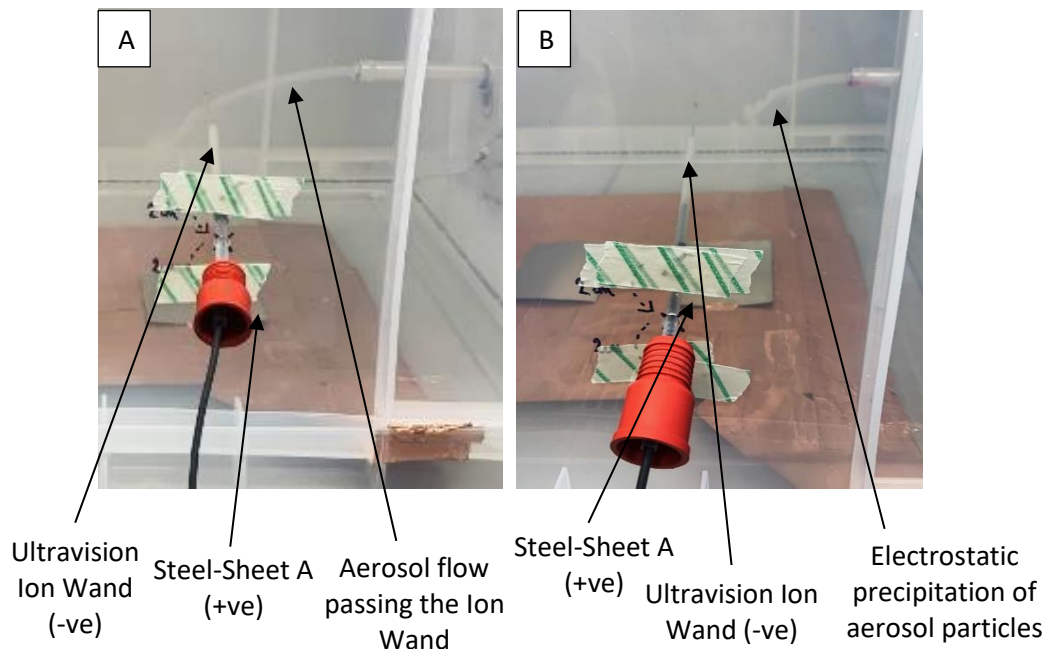 A
B
Ultravision
Ion Wand
(-ve)
Steel-Sheet A
(+ve)
Aerosol flow
passing the Ion
Wand
Steel-Sheet A
(+ve)
Ultravision Ion
Wand (-ve)
Electrostatic
precipitation of
aerosol particles